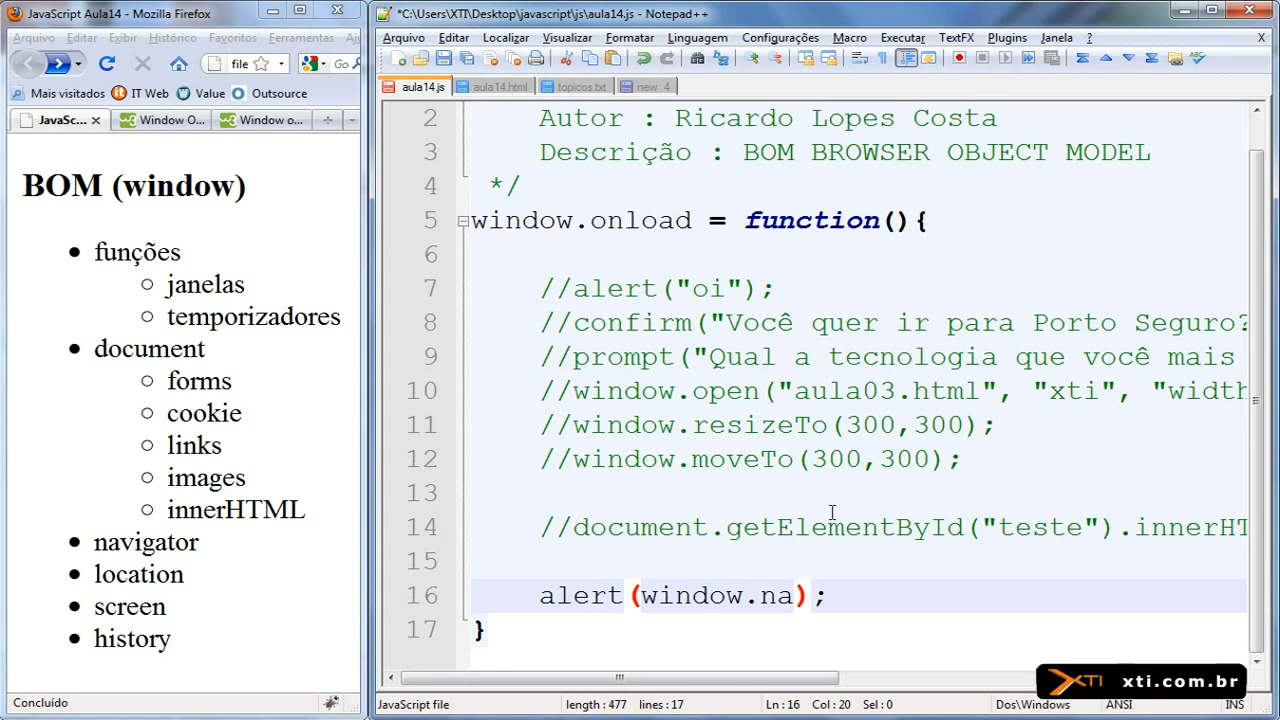 JavaScript Aula14 - Mozilla Firefox
Arquivo Editar Exibir Histórico Favoritos Ferramentas Aj
file
Go
Mais visitados IT Web Value Outsource
JavaSc... Window O... Window o...
BOM (window)
funções
janelas
temporizadores
document
forms
cookie
links
images
innerHTML
navigator
location
screen
history
Concluído
*C:\Users\XTI\Desktop\javascript\js\aula14.js - Notepad++
Arquivo Editar Localizar Visualizar Formatar Linguagem Configurações Macro Executar TextFX Plugins Janela ? X
aula14.js aula14.html topicos.txt new 4
2 Autor : Ricardo Lopes Costa
3 Descrição : BOM BROWSER OBJECT MODEL
4 */
5 window.onload = function(){
6
7 //alert("oi");
8 //confirm("Você quer ir para Porto Seguro?
9 //prompt("Qual a tecnologia que você mais
10 //window.open("aula03.html", "xti", "width
11 //window.resizeTo(300,300);
12 //window.moveTo(300,300);
13
14 //document.getElementById("teste").innerHT
15
16 alert(window.na);
17 }
XTI xti.com.br
JavaScript file length : 477 lines : 17 Ln : 16 Col : 20 Sel : 0 Dos\Windows ANSI INS